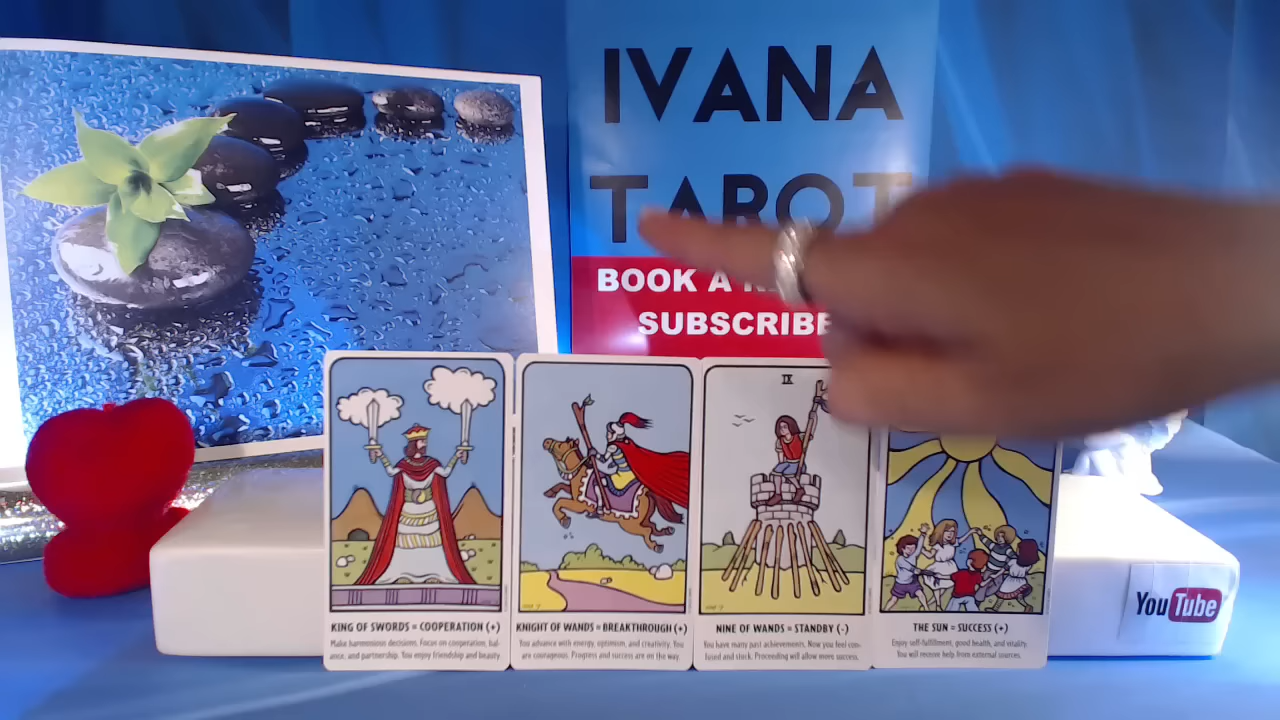 IVANA
TAROT
BOOK A
SUBSCRIBE
IX
KING OF SWORDS = COOPERATION (+)
Make harmonious decisions. Focus on cooperation, bal-
ance, and partnership. You enjoy friendship and beauty
KNIGHT OF WANDS = BREAKTHROUGH (+)
You advance with energy, optimism, and creativity. You
are courageous. Progress and success are on the way.
NINE OF WANDS = STANDBY (-)
You have many past achievements. Now you feel con-
fused and stuck. Proceeding will allow more success.
THE SUN = SUCCESS (+)
Enjoy self-fulfillment, good health, and vitality.
You will receive help from external sources.
YouTube